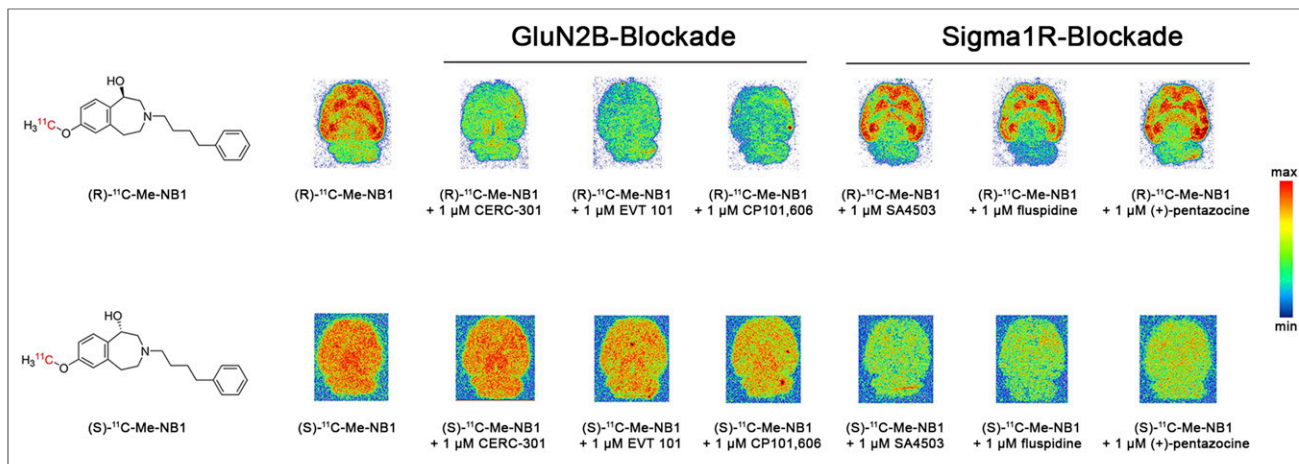 GluN2B-Blockade
Sigma1R-Blockade
HO
H₃¹¹C
O
N
(R)-¹¹C-Me-NB1
(R)-¹¹C-Me-NB1
(R)-¹¹C-Me-NB1
+ 1 µM CERC-301
(R)-¹¹C-Me-NB1
+ 1 µM EVT 101
(R)-¹¹C-Me-NB1
+ 1 µM CP101,606
(R)-¹¹C-Me-NB1
+ 1 µM SA4503
(R)-¹¹C-Me-NB1
+ 1 µM fluspidine
(R)-¹¹C-Me-NB1
+ 1 µM (+)-pentazocine
max
min
HO
H₃¹¹C
O
N
(S)-¹¹C-Me-NB1
(S)-¹¹C-Me-NB1
(S)-¹¹C-Me-NB1
+ 1 µM CERC-301
(S)-¹¹C-Me-NB1
+ 1 µM EVT 101
(S)-¹¹C-Me-NB1
+ 1 µM CP101,606
(S)-¹¹C-Me-NB1
+ 1 µM SA4503
(S)-¹¹C-Me-NB1
+ 1 µM fluspidine
(S)-¹¹C-Me-NB1
+ 1 µM (+)-pentazocine